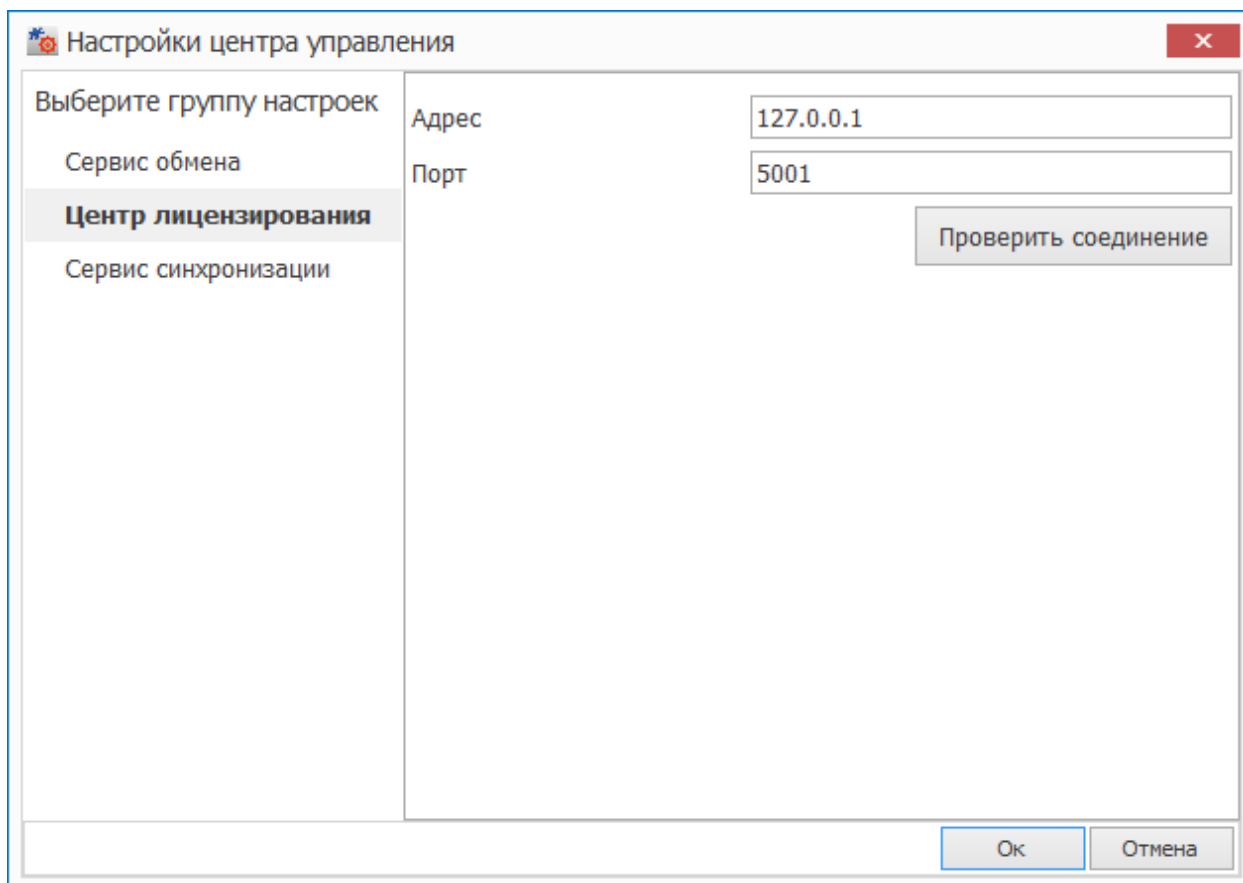 Настройки центра управления
Выберите группу настроек
Сервис обмена
Центр лицензирования
Сервис синхронизации
Адрес 127.0.0.1
Порт 5001
Проверить соединение
Ок Отмена